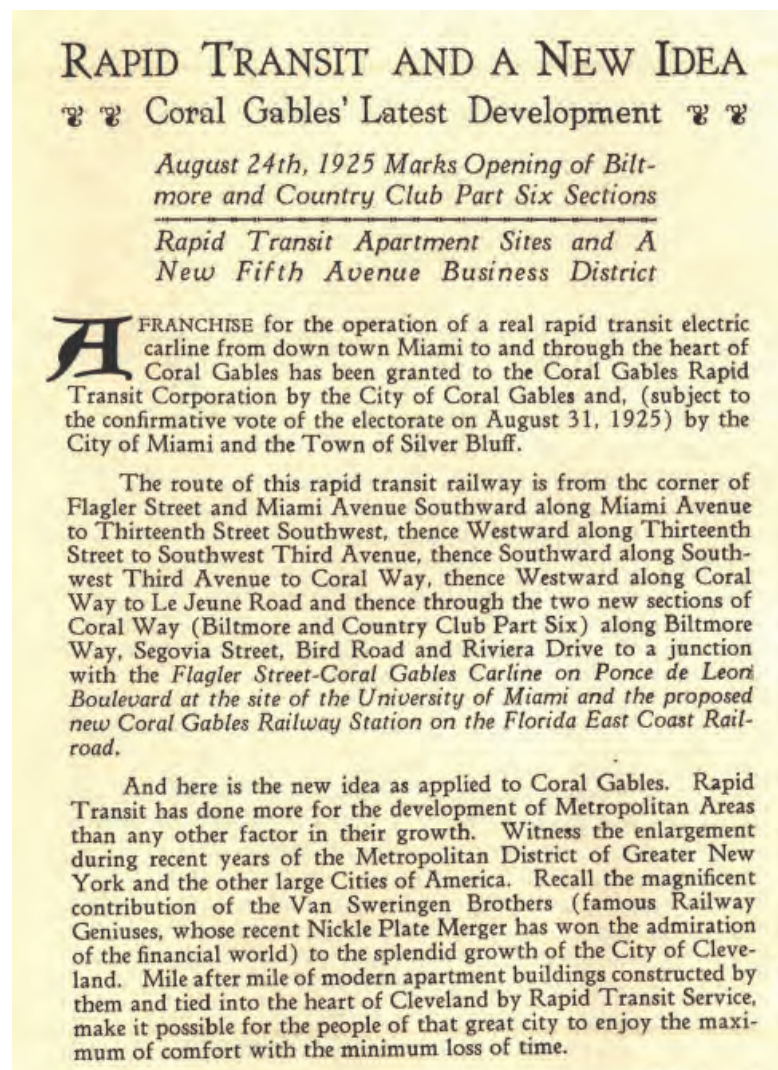 RAPID TRANSIT AND A NEW IDEA
Coral Gables' Latest Development
August 24th, 1925 Marks Opening of Bilt-
more and Country Club Part Six Sections
Rapid Transit Apartment Sites and A
New Fifth Avenue Business District
A FRANCHISE for the operation of a real rapid transit electric
carline from down town Miami to and through the heart of
Coral Gables has been granted to the Coral Gables Rapid
Transit Corporation by the City of Coral Gables and, (subject to
the confirmative vote of the electorate on August 31, 1925) by the
City of Miami and the Town of Silver Bluff.
The route of this rapid transit railway is from the corner of
Flagler Street and Miami Avenue Southward along Miami Avenue
to Thirteenth Street Southwest, thence Westward along Thirteenth
Street to Southwest Third Avenue, thence Southward along South-
west Third Avenue to Coral Way, thence Westward along Coral
Way to Le Jeune Road and thence through the two new sections of
Coral Way (Biltmore and Country Club Part Six) along Biltmore
Way, Segovia Street, Bird Road and Riviera Drive to a junction
with the Flagler Street-Coral Gables Carline on Ponce de Leon
Boulevard at the site of the University of Miami and the proposed
new Coral Gables Railway Station on the Florida East Coast Rail-
road.
And here is the new idea as applied to Coral Gables. Rapid
Transit has done more for the development of Metropolitan Areas
than any other factor in their growth. Witness the enlargement
during recent years of the Metropolitan District of Greater New
York and the other large Cities of America. Recall the magnificent
contribution of the Van Sweringen Brothers (famous Railway
Geniuses, whose recent Nickle Plate Merger has won the admiration
of the financial world) to the splendid growth of the City of Cleve-
land. Mile after mile of modern apartment buildings constructed by
them and tied into the heart of Cleveland by Rapid Transit Service,
make it possible for the people of that great city to enjoy the maxi-
mum of comfort with the minimum loss of time.